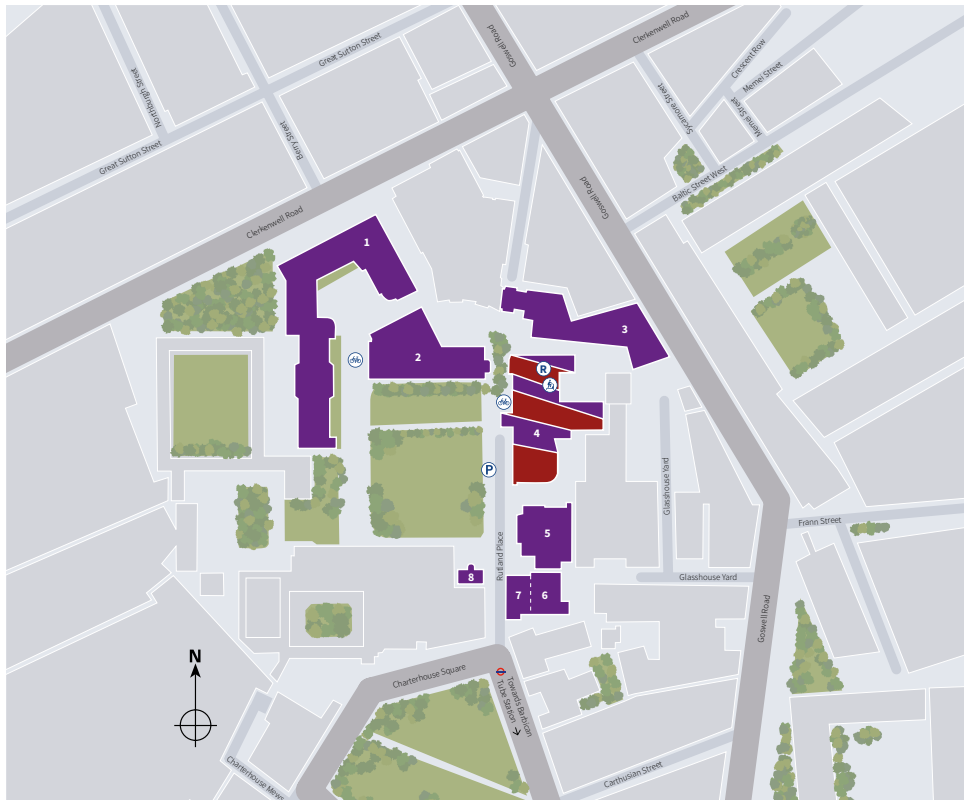 Goswell Road
Clerkenwell Road
Great Sutton Street
Northburgh Street
Crescent Row
Memel Street
Sycamore Street
Memel Street
Berry Street
Great Sutton Street
Baltic Street West
Goswell Road
Clerkenwell Road
1
2
3
R
4
P
Glasshouse Yard
Frann Street
5
Rutland Place
8
7
6
Glasshouse Yard
Goswell Road
N
Charterhouse Square
Towards Barbican
Tube Station →
Charterhouse Mews
Carthusian Street